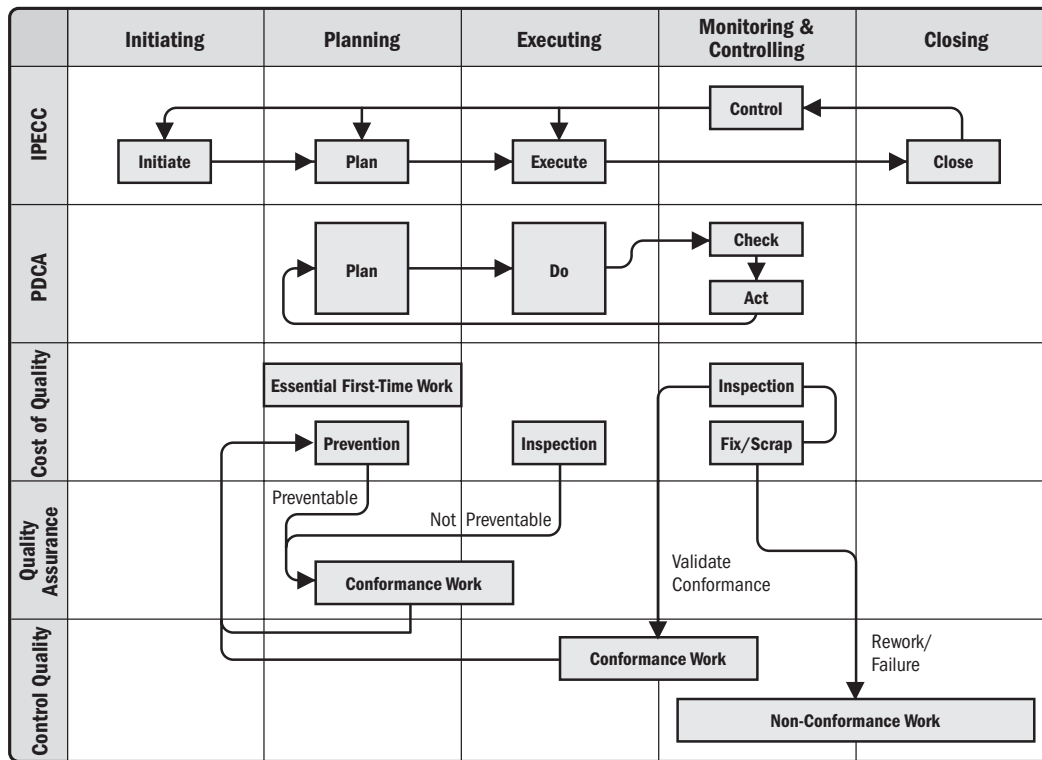 Initiating
Planning
Executing
Monitoring &
Controlling
Closing
IPECC
Control
Initiate
Plan
Execute
Close
PDCA
Plan
Do
Check
Act
Cost of Quality
Essential First-Time Work
Inspection
Prevention
Inspection
Fix/Scrap
Quality
Assurance
Preventable
Not Preventable
Conformance Work
Validate
Conformance
Control Quality
Conformance Work
Rework/
Failure
Non-Conformance Work